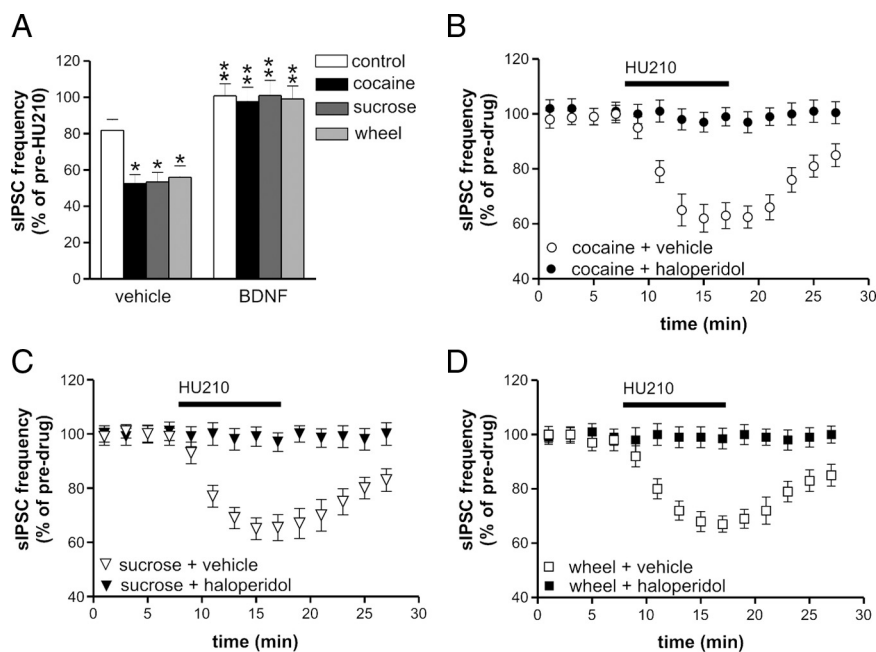 A
sIPSC frequency
(% of pre-HU210)
120
100
80
60
40
20
0
* *
* *
* *
* *
*
*
*
vehicle
BDNF
control
cocaine
sucrose
wheel
B
sIPSC frequency
(% of pre-drug)
120
100
80
60
40
HU210
cocaine + vehicle
cocaine + haloperidol
0
5
10
15
20
25
30
time (min)
C
sIPSC frequency
(% of pre-drug)
120
100
80
60
40
HU210
sucrose + vehicle
sucrose + haloperidol
0
5
10
15
20
25
30
time (min)
D
sIPSC frequency
(% of pre-drug)
120
100
80
60
40
HU210
wheel + vehicle
wheel + haloperidol
0
5
10
15
20
25
30
time (min)